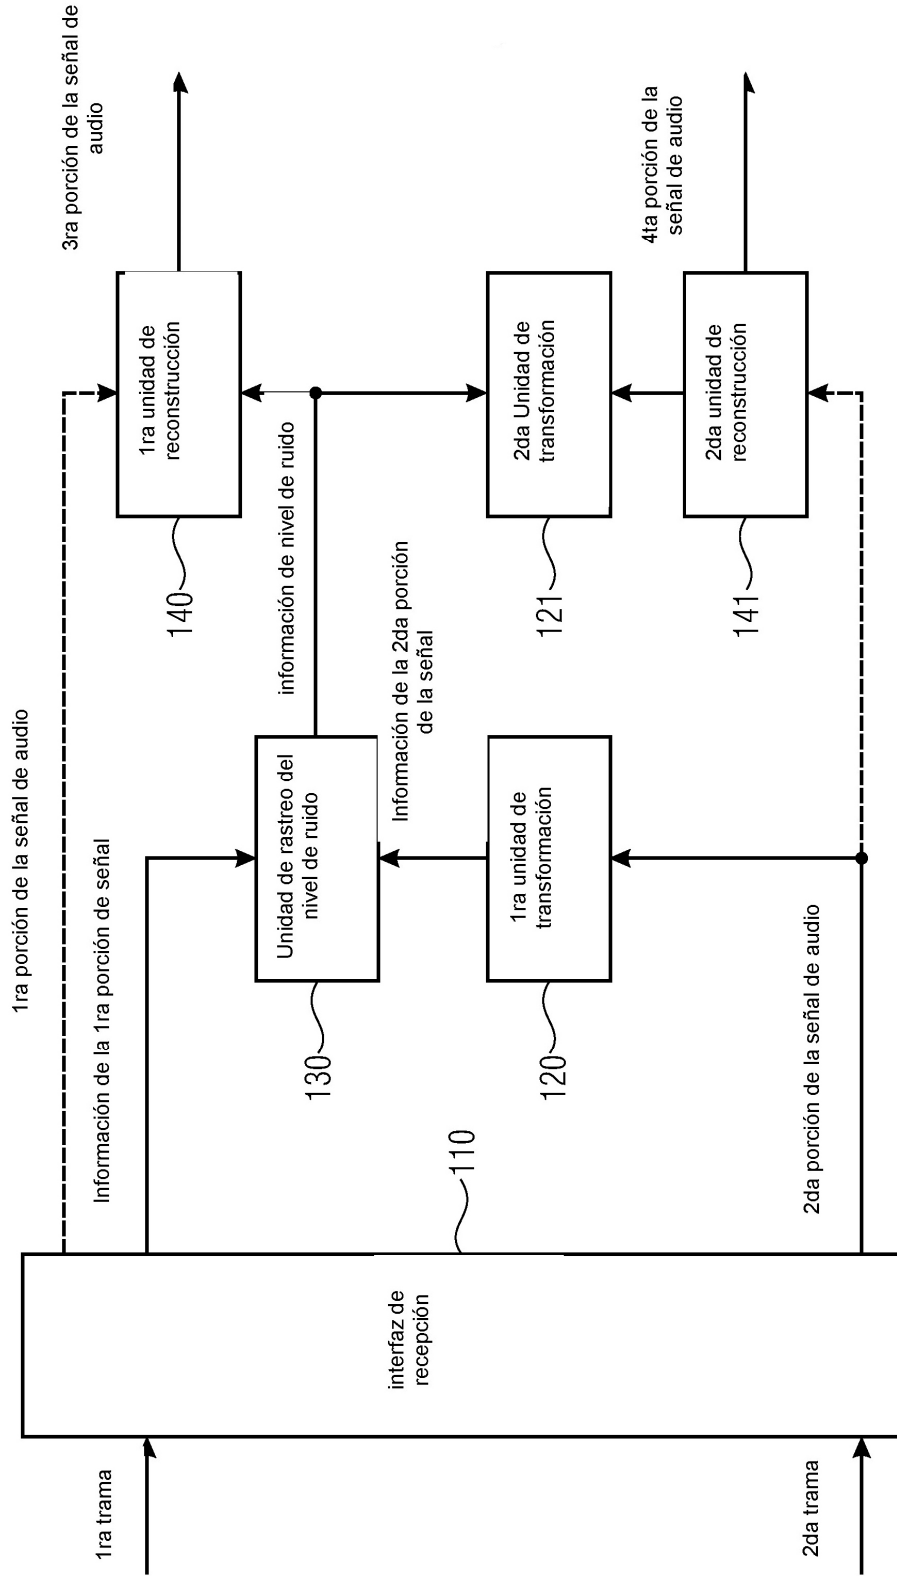 1ra trama
2da trama
interfaz de
recepción
110
1ra porción de la señal de audio
Información de la 1ra porción de señal
2da porción de la señal de audio
130
Unidad de rastreo del
nivel de ruido
120
1ra unidad de
transformación
Información de la 2da porción
de la señal
información de nivel de ruido
140
1ra unidad de
reconstrucción
121
2da Unidad de
transformación
141
2da unidad de
reconstrucción
3ra porción de la señal de
audio
4ta porción de la
señal de audio